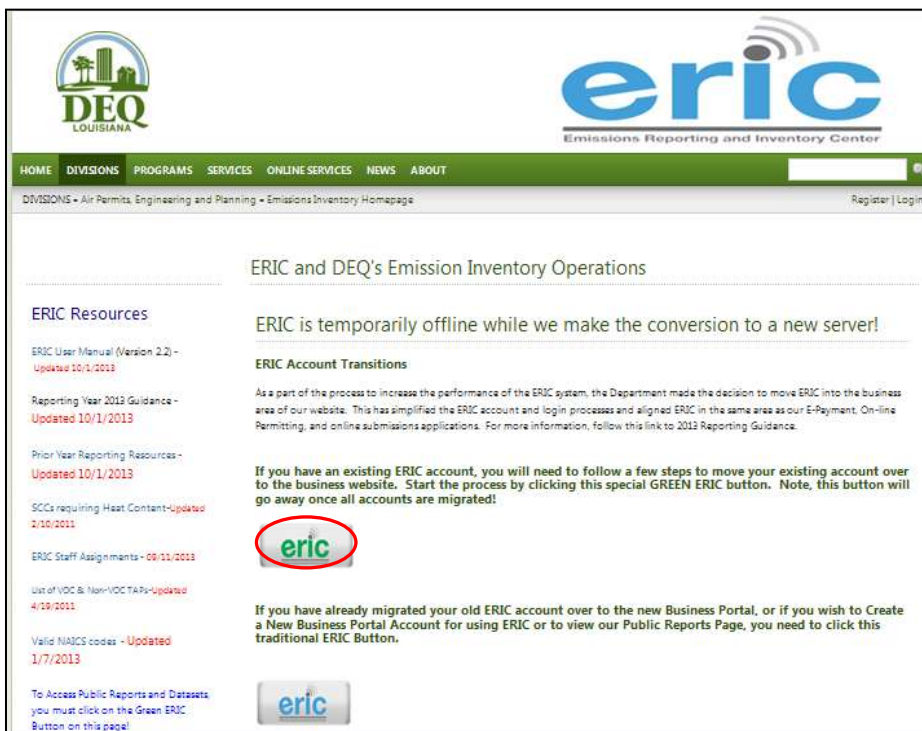 DEQ
LOUISIANA
eric
Emissions Reporting and Inventory Center
HOME DIVISIONS PROGRAMS SERVICES ONLINE SERVICES NEWS ABOUT
DIVISIONS • Air Permits, Engineering and Planning • Emissions Inventory Homepage
Register | Login
ERIC and DEQ's Emission Inventory Operations
ERIC Resources
ERIC User Manual (Version 2.2) -
Updated 10/1/2013
Reporting Year 2013 Guidance -
Updated 10/1/2013
Prior Year Reporting Resources -
Updated 10/1/2013
SCCs requiring Heat Content-Updated
2/10/2011
ERIC Staff Assignments - 09/11/2013
List of VOC & Non-VOC TAPs-Updated
4/19/2011
Valid NAICS codes - Updated
1/7/2013
To Access Public Reports and Datasets,
you must click on the Green ERIC
Button on this page!
ERIC is temporarily offline while we make the conversion to a new server!
ERIC Account Transitions
As a part of the process to increase the performance of the ERIC system, the Department made the decision to move ERIC into the business
area of our website. This has simplified the ERIC account and login processes and aligned ERIC in the same area as our E-Payment, On-line
Permitting, and online submissions applications. For more information, follow this link to 2013 Reporting Guidance.
If you have an existing ERIC account, you will need to follow a few steps to move your existing account over
to the business website. Start the process by clicking this special GREEN ERIC button. Note, this button will
go away once all accounts are migrated!
eric
If you have already migrated your old ERIC account over to the new Business Portal, or if you wish to Create
a New Business Portal Account for using ERIC or to view our Public Reports Page, you need to click this
traditional ERIC Button.
eric